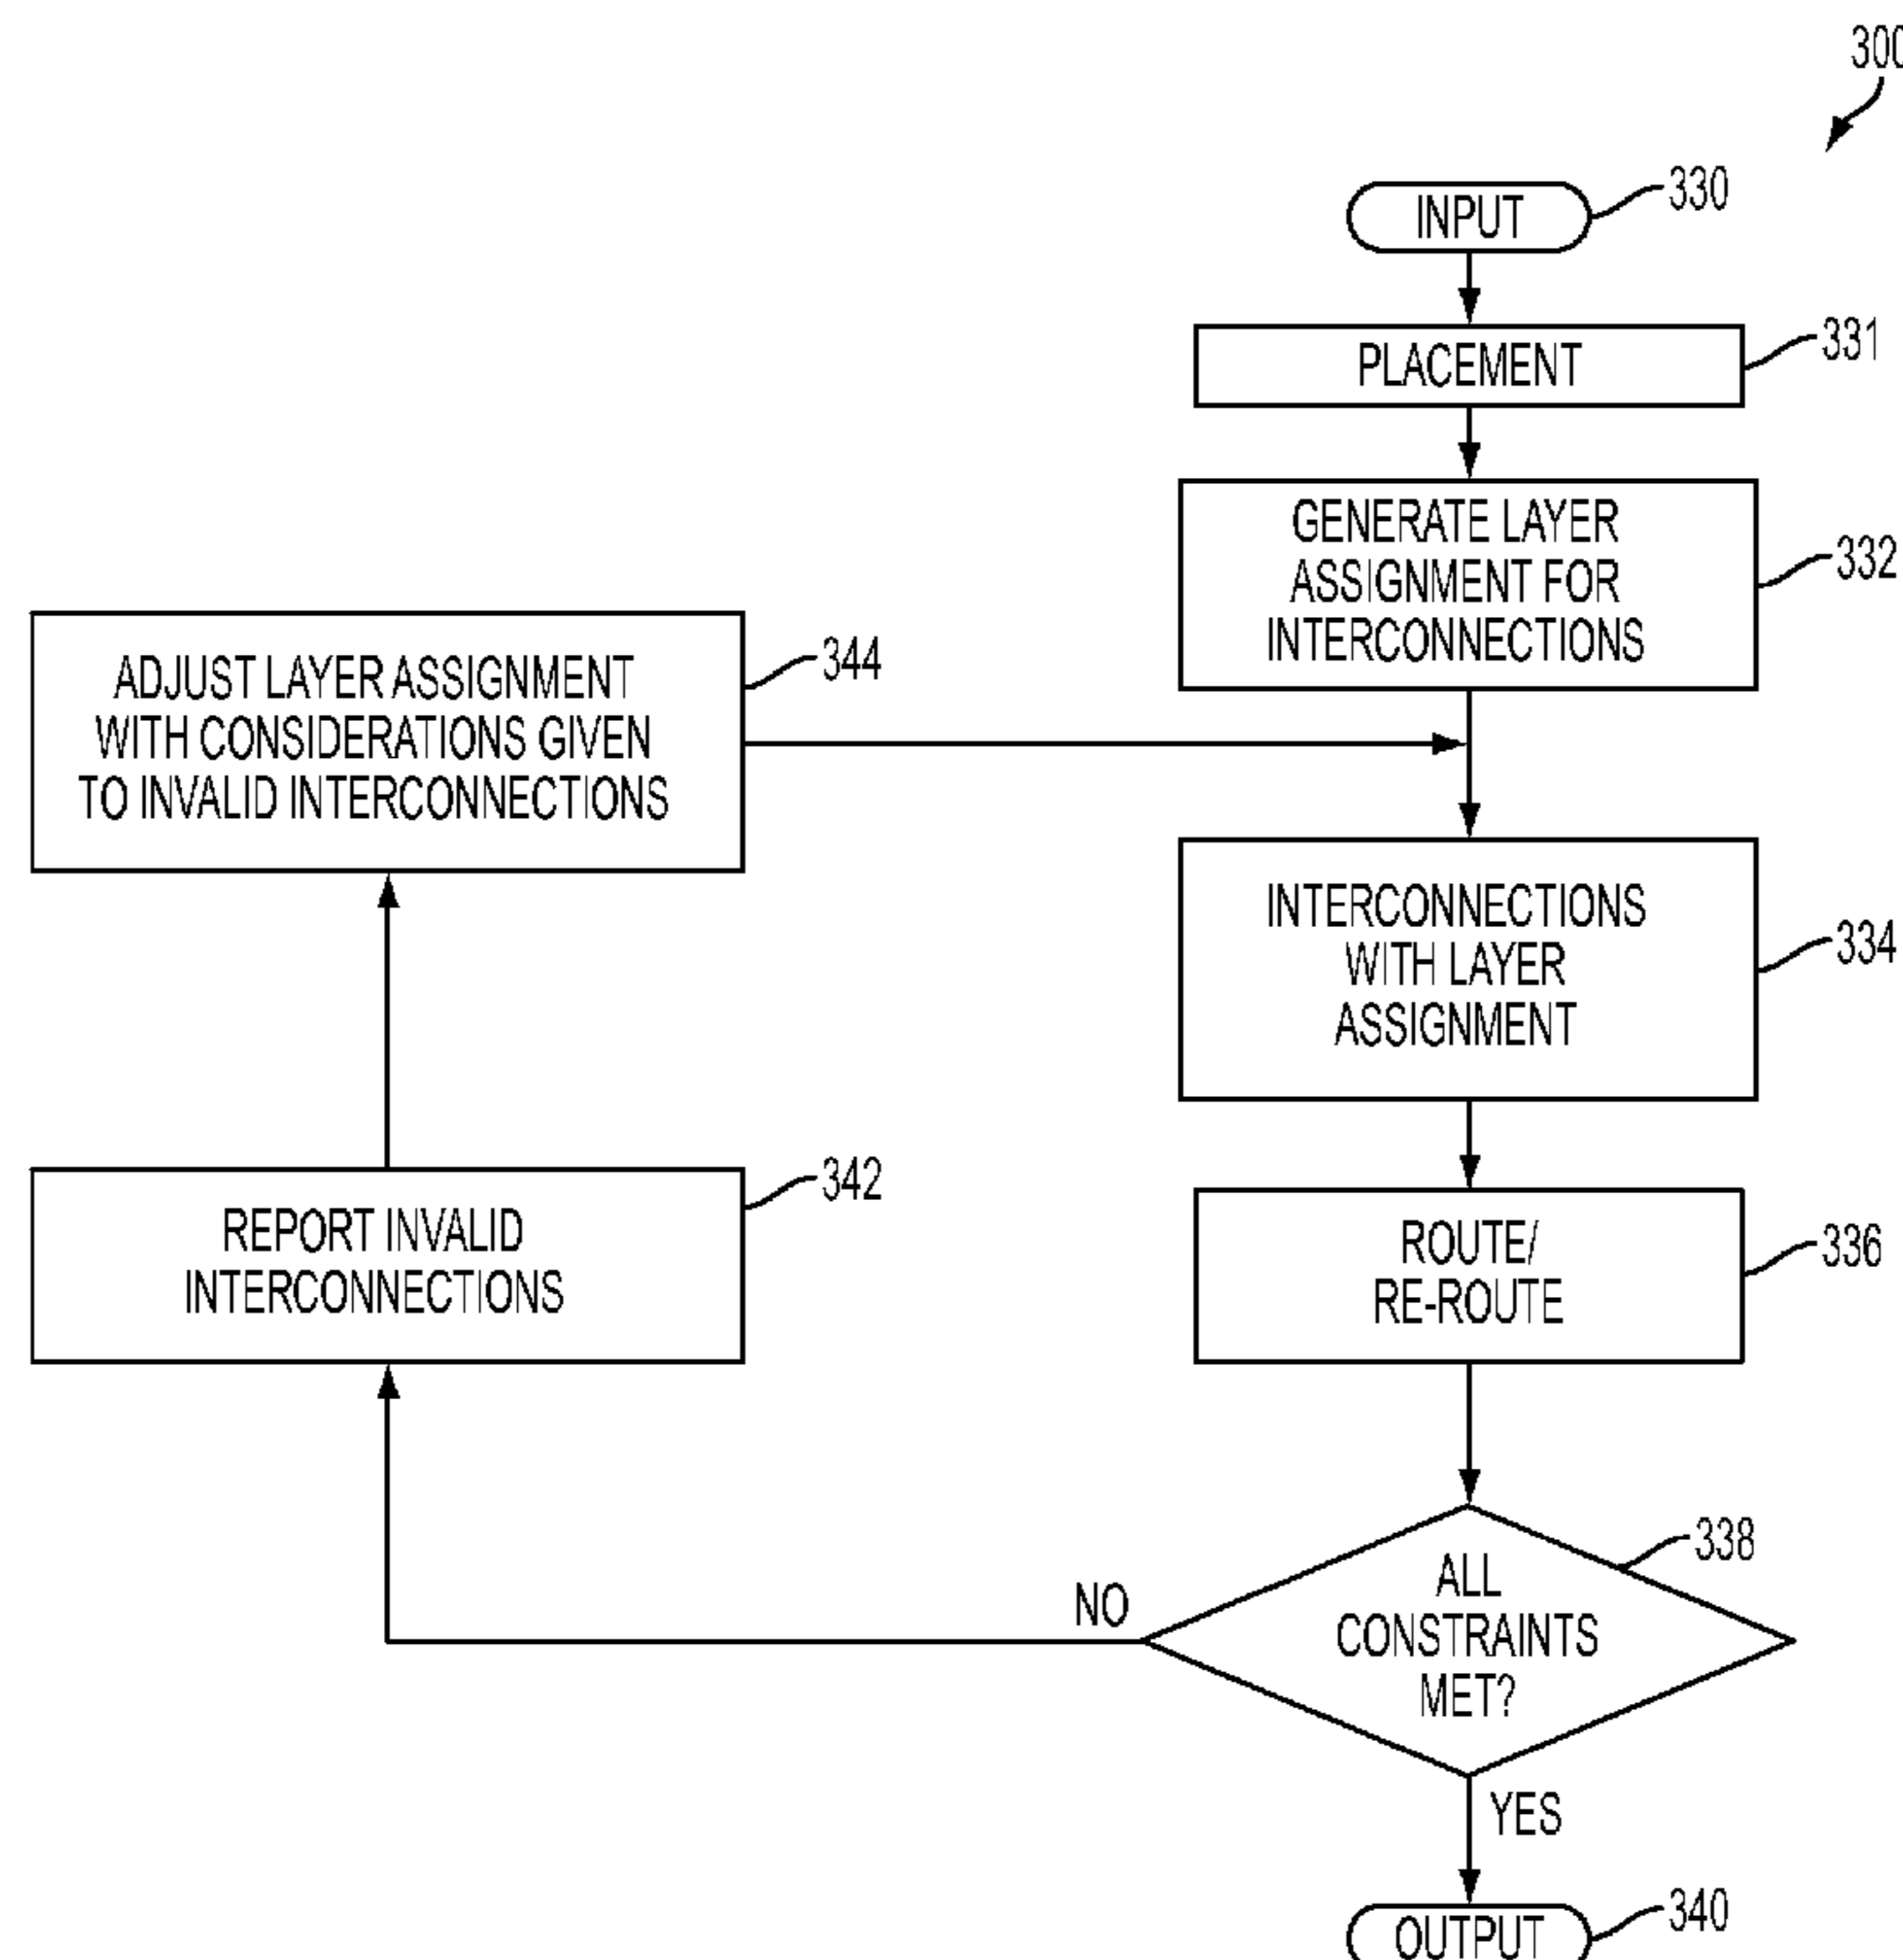 300
INPUT
330
PLACEMENT
331
GENERATE LAYER
ASSIGNMENT FOR
INTERCONNECTIONS
332
ADJUST LAYER ASSIGNMENT
WITH CONSIDERATIONS GIVEN
TO INVALID INTERCONNECTIONS
344
INTERCONNECTIONS
WITH LAYER
ASSIGNMENT
334
REPORT INVALID
INTERCONNECTIONS
342
ROUTE/
RE-ROUTE
336
ALL
CONSTRAINTS
MET?
338
NO
YES
OUTPUT
340